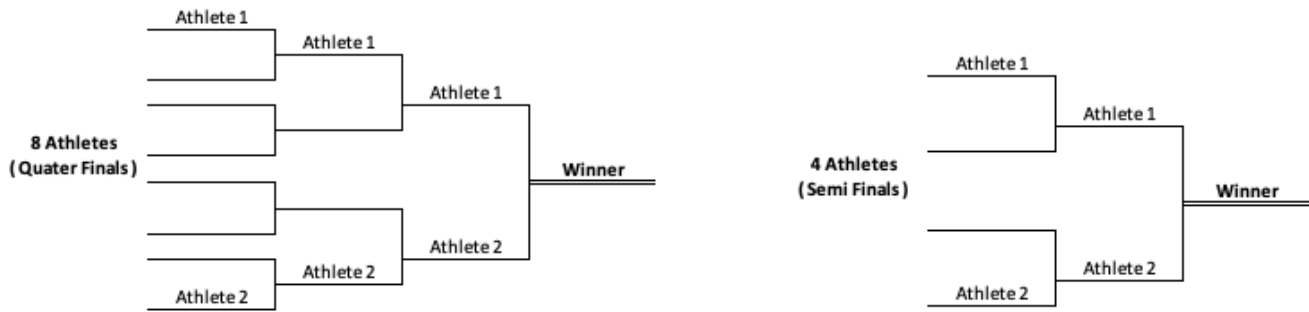 Athlete 1
Athlete 1
Athlete 1
8 Athletes
( Quater Finals )
Winner
Athlete 2
Athlete 2
Athlete 2
Athlete 1
Athlete 1
4 Athletes
( Semi Finals )
Winner
Athlete 2
Athlete 2